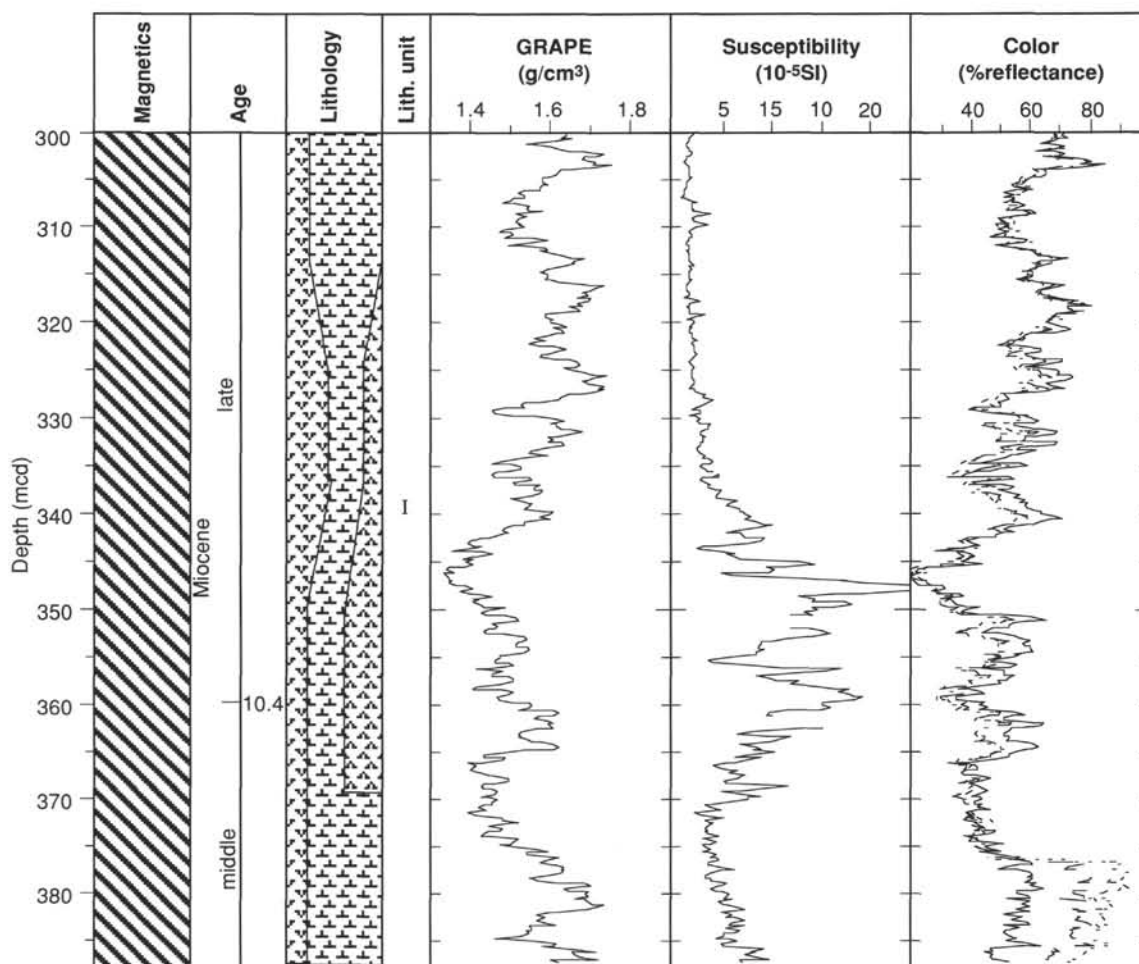 Magnetics
Age
Lithology
Lith. unit
GRAPE
(g/cm³)
1.4 1.6 1.8
Susceptibility
(10-⁵SI)
5 15 10 20
Color
(%reflectance)
40 60 80
Depth (mcd)
300
310
320
330
340
350
360
370
380
late
Miocene
10.4
middle
I